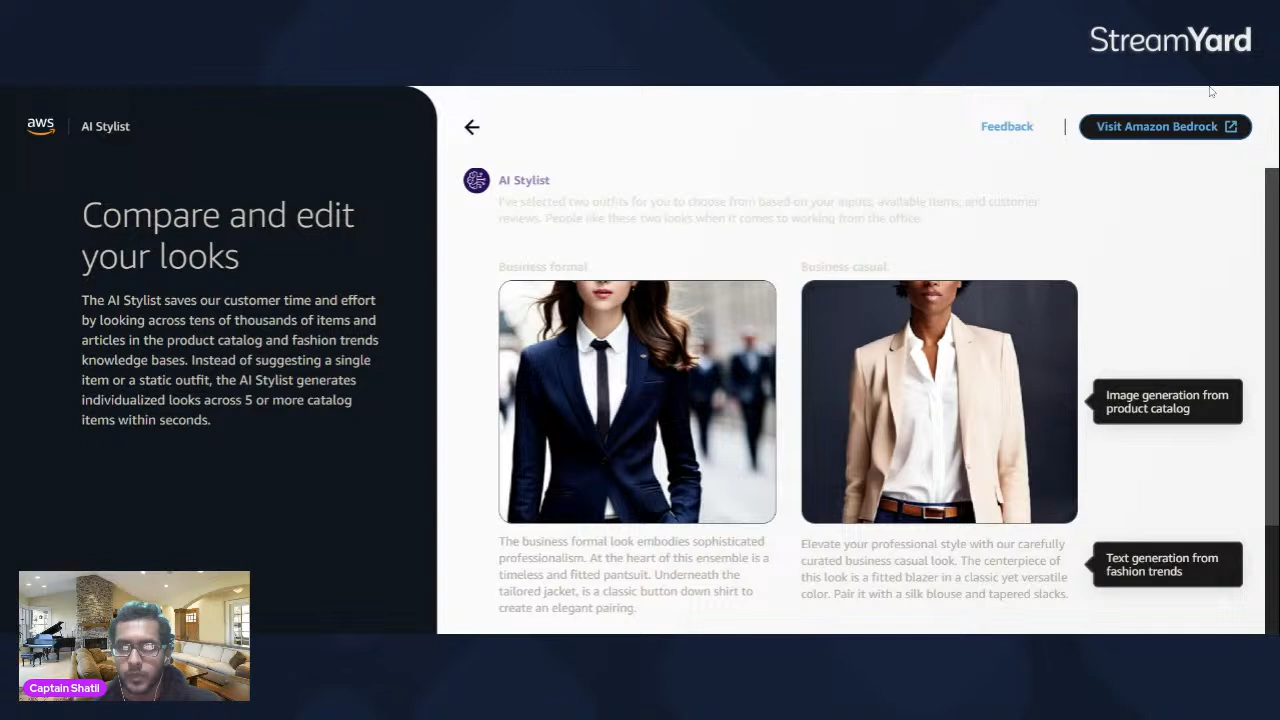 StreamYard
aws
AI Stylist
Feedback
Visit Amazon Bedrock
Compare and edit
your looks
The AI Stylist saves our customer time and effort
by looking across tens of thousands of items and
articles in the product catalog and fashion trends
knowledge bases. Instead of suggesting a single
item or a static outfit, the AI Stylist generates
individualized looks across 5 or more catalog
items within seconds.
AI Stylist
I've selected two outfits for you to choose from based on your inputs, available items, and customer
reviews. People like these two looks when it comes to working from the office.
Business formal
Business casual
Image generation from
product catalog
The business formal look embodies sophisticated
professionalism. At the heart of this ensemble is a
timeless and fitted pantsuit. Underneath the
tailored jacket, is a classic button down shirt to
create an elegant pairing.
Elevate your professional style with our carefully
curated business casual look. The centerpiece of
this look is a fitted blazer in a classic yet versatile
color. Pair it with a silk blouse and tapered slacks.
Text generation from
fashion trends
Captain Shatil